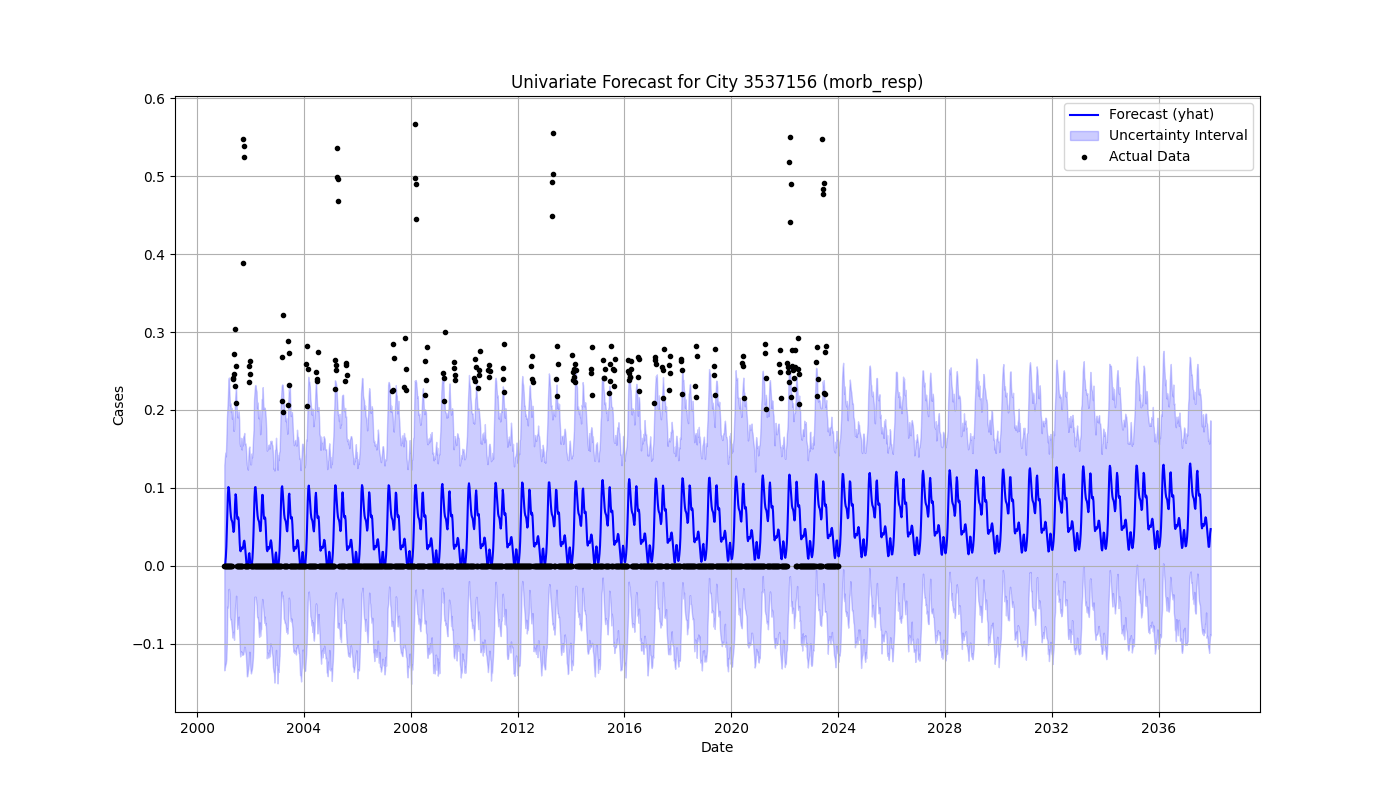 Univariate Forecast for City 3537156 (morb_resp)
Forecast (yhat)
Uncertainty Interval
Actual Data
Cases
0.6
0.5
0.4
0.3
0.2
0.1
0.0
−0.1
2000 2004 2008 2012 2016 2020 2024 2028 2032 2036
Date